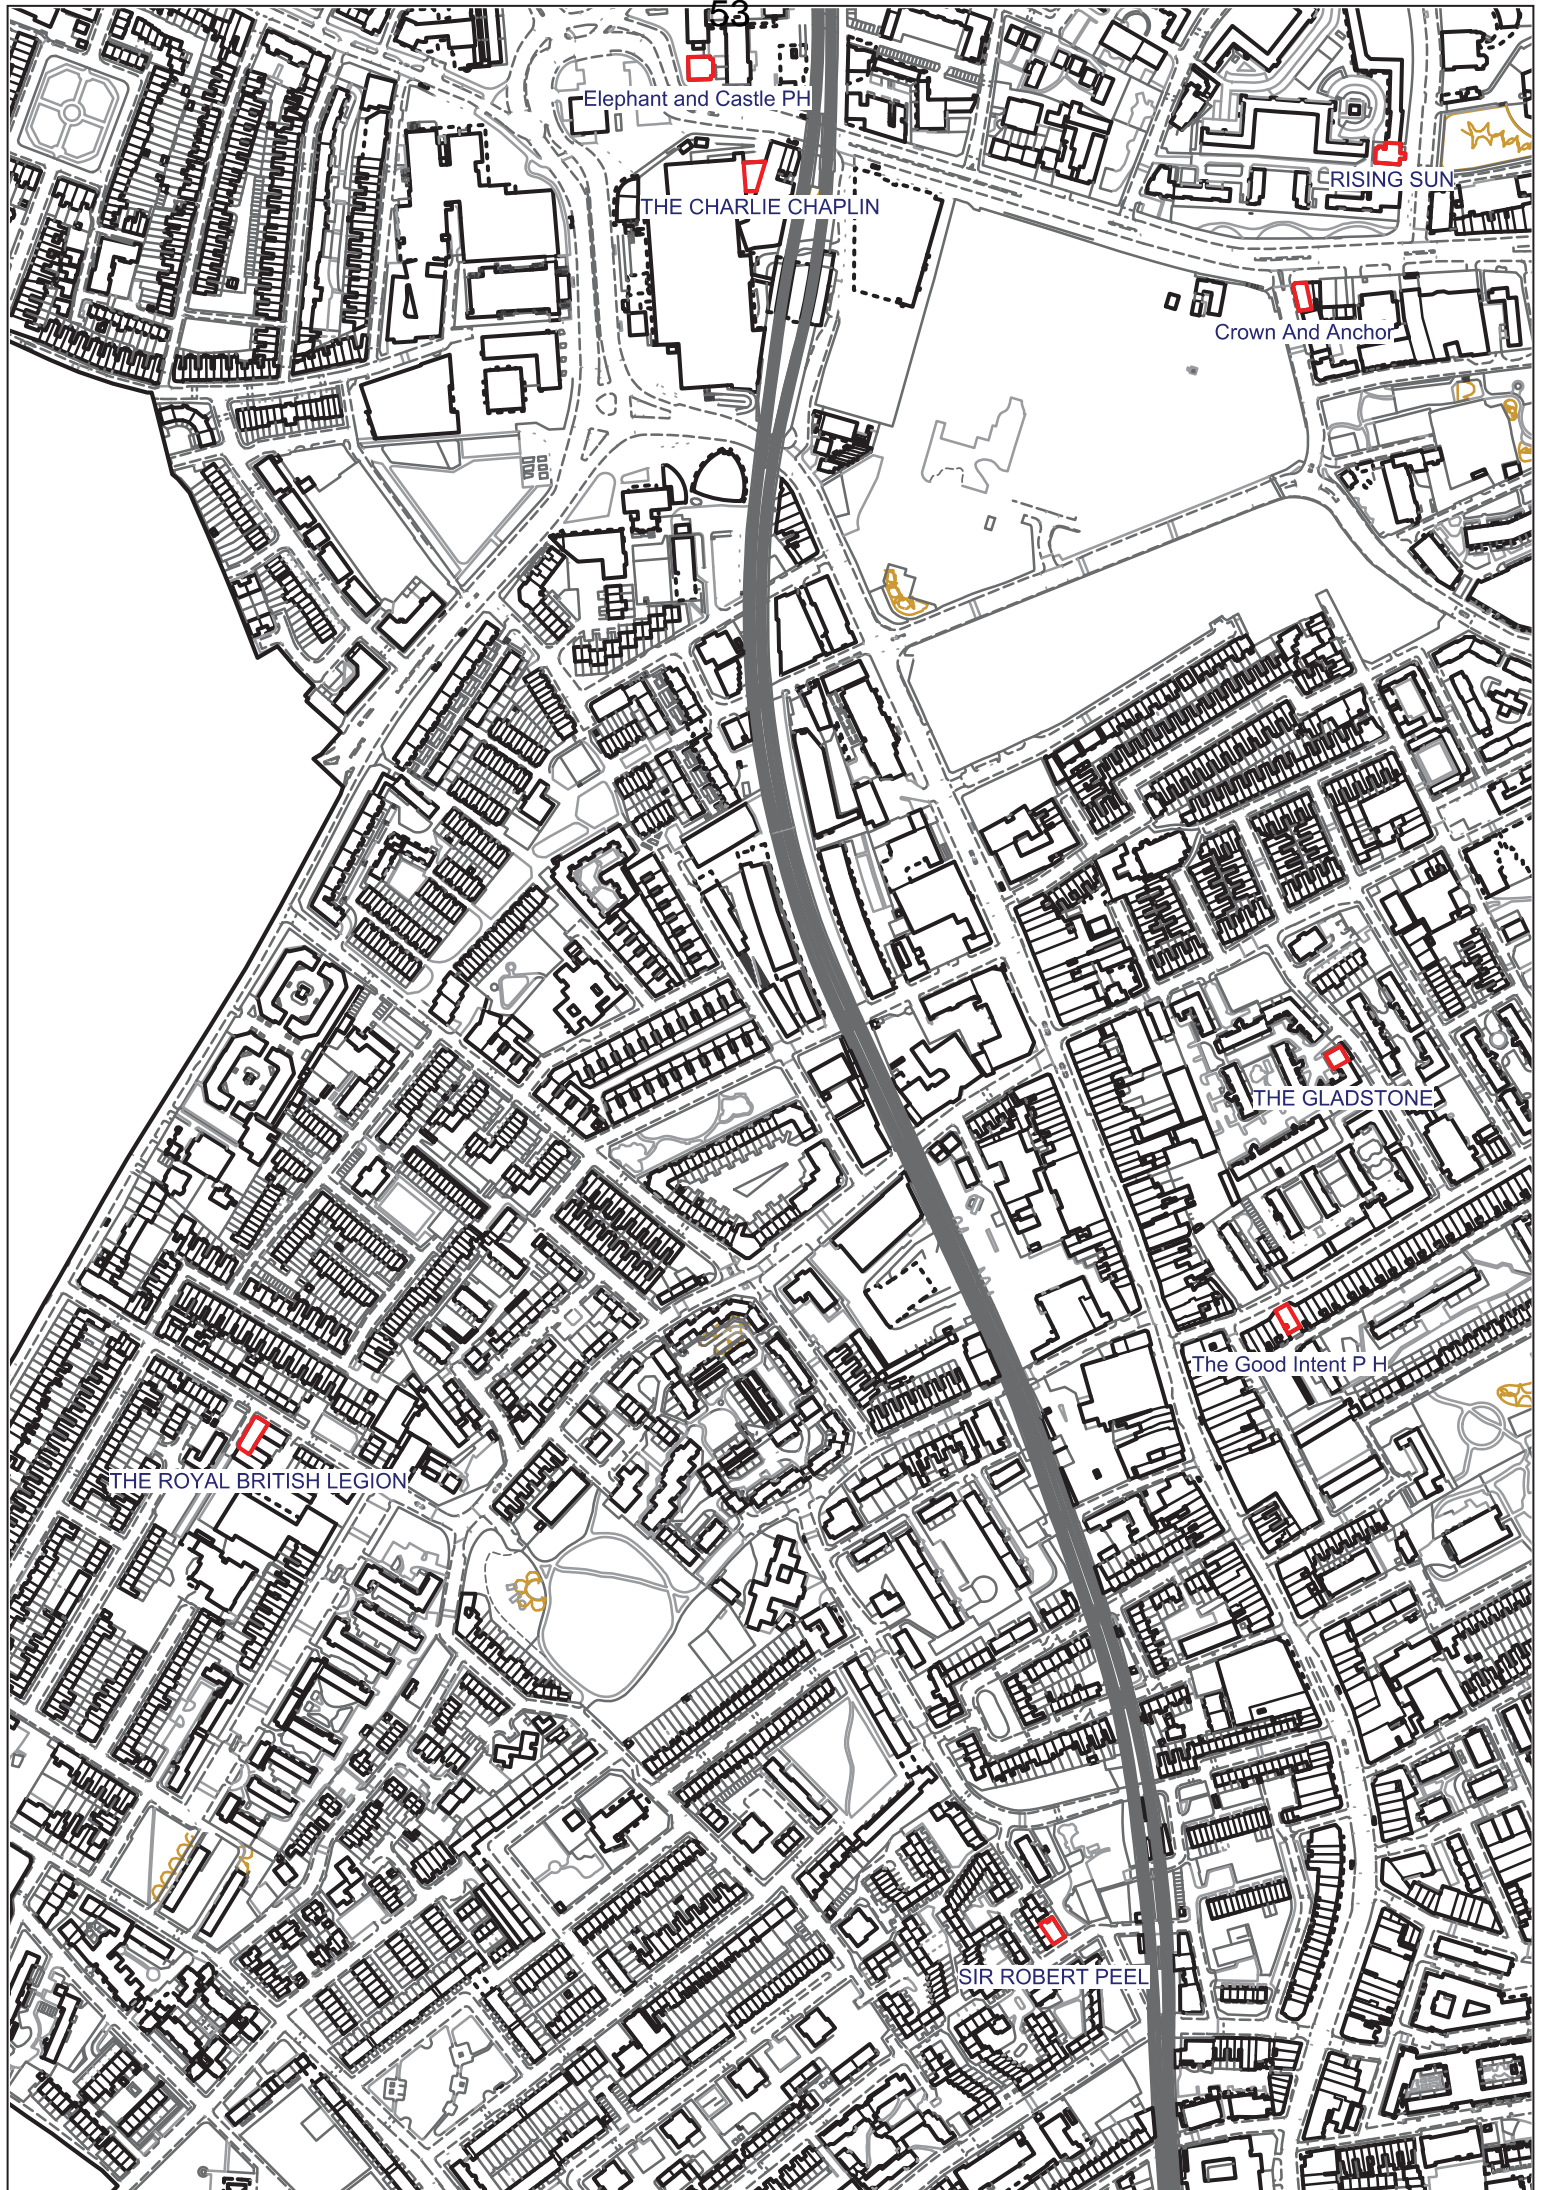 53
Elephant and Castle PH
RISING SUN
THE CHARLIE CHAPLIN
Crown And Anchor
THE GLADSTONE
The Good Intent P H
THE ROYAL BRITISH LEGION
SIR ROBERT PEEL